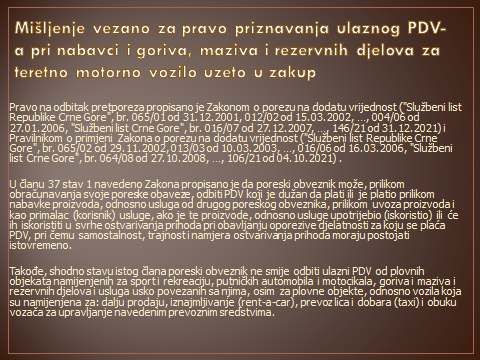 Mišljenje vezano za pravo priznavanja ulaznog PDV-
a pri nabavci i goriva, maziva i rezervnih djelova za
teretno motorno vozilo uzeto u zakup
Pravo na odbitak pretporeza propisano je Zakonom o porezu na dodatu vrijednost ("Službeni list
Republike Crne Gore", br. 065/01 od 31.12.2001, 012/02 od 15.03.2002, ..., 004/06 od
27.01.2006, "Službeni list Crne Gore", br. 016/07 od 27.12.2007, ..., 146/21 od 31.12.2021) i
Pravilnikom o primjeni Zakona o porezu na dodatu vrijednost ("Službeni list Republike Crne
Gore", br. 065/02 od 29.11.2002, 013/03 od 10.03.2003, ..., 016/06 od 16.03.2006, "Službeni
list Crne Gore", br. 064/08 od 27.10.2008, ..., 106/21 od 04.10.2021) .
U članu 37 stav 1 navedeno Zakona propisano je da poreski obveznik može, prilikom
obračunavanja svoje poreske obaveze, odbiti PDV koji je dužan da plati ili je platio prilikom
nabavke proizvoda, odnosno usluga od drugog poreskog obveznika, prilikom uvoza proizvoda i
kao primalac (korisnik) usluge, ako je te proizvode, odnosno usluge upotrijebio (iskoristio) ili će
ih iskoristiti u svrhe ostvarivanja prihoda pri obavljanju oporezive djelatnosti za koju se plaća
PDV, pri čemu samostalnost, trajnost i namjera ostvarivanja prihoda moraju postojati
istovremeno.
Takođe, shodno stavu istog člana poreski obveznik ne smije odbiti ulazni PDV od plovnih
objekata namijenjenih za sport i rekreaciju, putničkih automobila i motocikala, goriva i maziva i
rezervnih djelova i usluga usko povezanih sa njima, osim za plovne objekte, odnosno vozila koja
su namijenjena za: dalju prodaju, iznajmljivanje (rent-a-car), prevoz lica i dobara (taxi) i obuku
vozača za upravljanje navedenim prevoznim sredstvima.